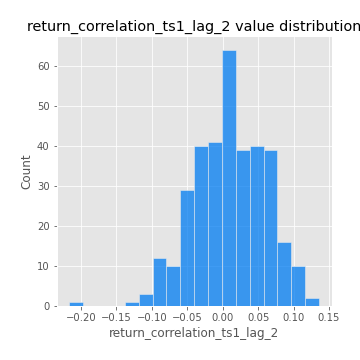 return_correlation_ts1_lag_2 value distribution
60
50
40
30
20
10
0
Count
−0.20 −0.15 −0.10 −0.05 0.00 0.05 0.10 0.15
return_correlation_ts1_lag_2